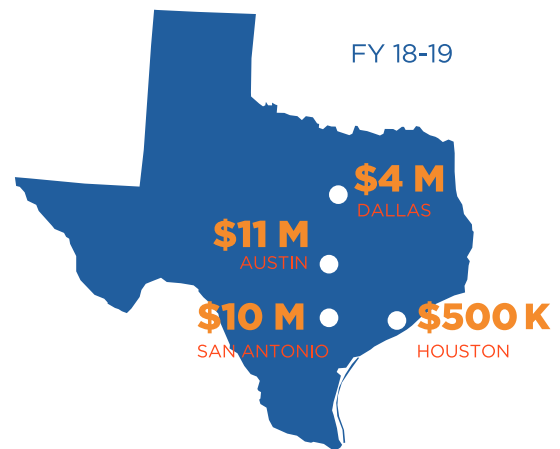 FY 18-19
$4 M
DALLAS
$11 M
AUSTIN
$10 M
SAN ANTONIO
$500 K
HOUSTON